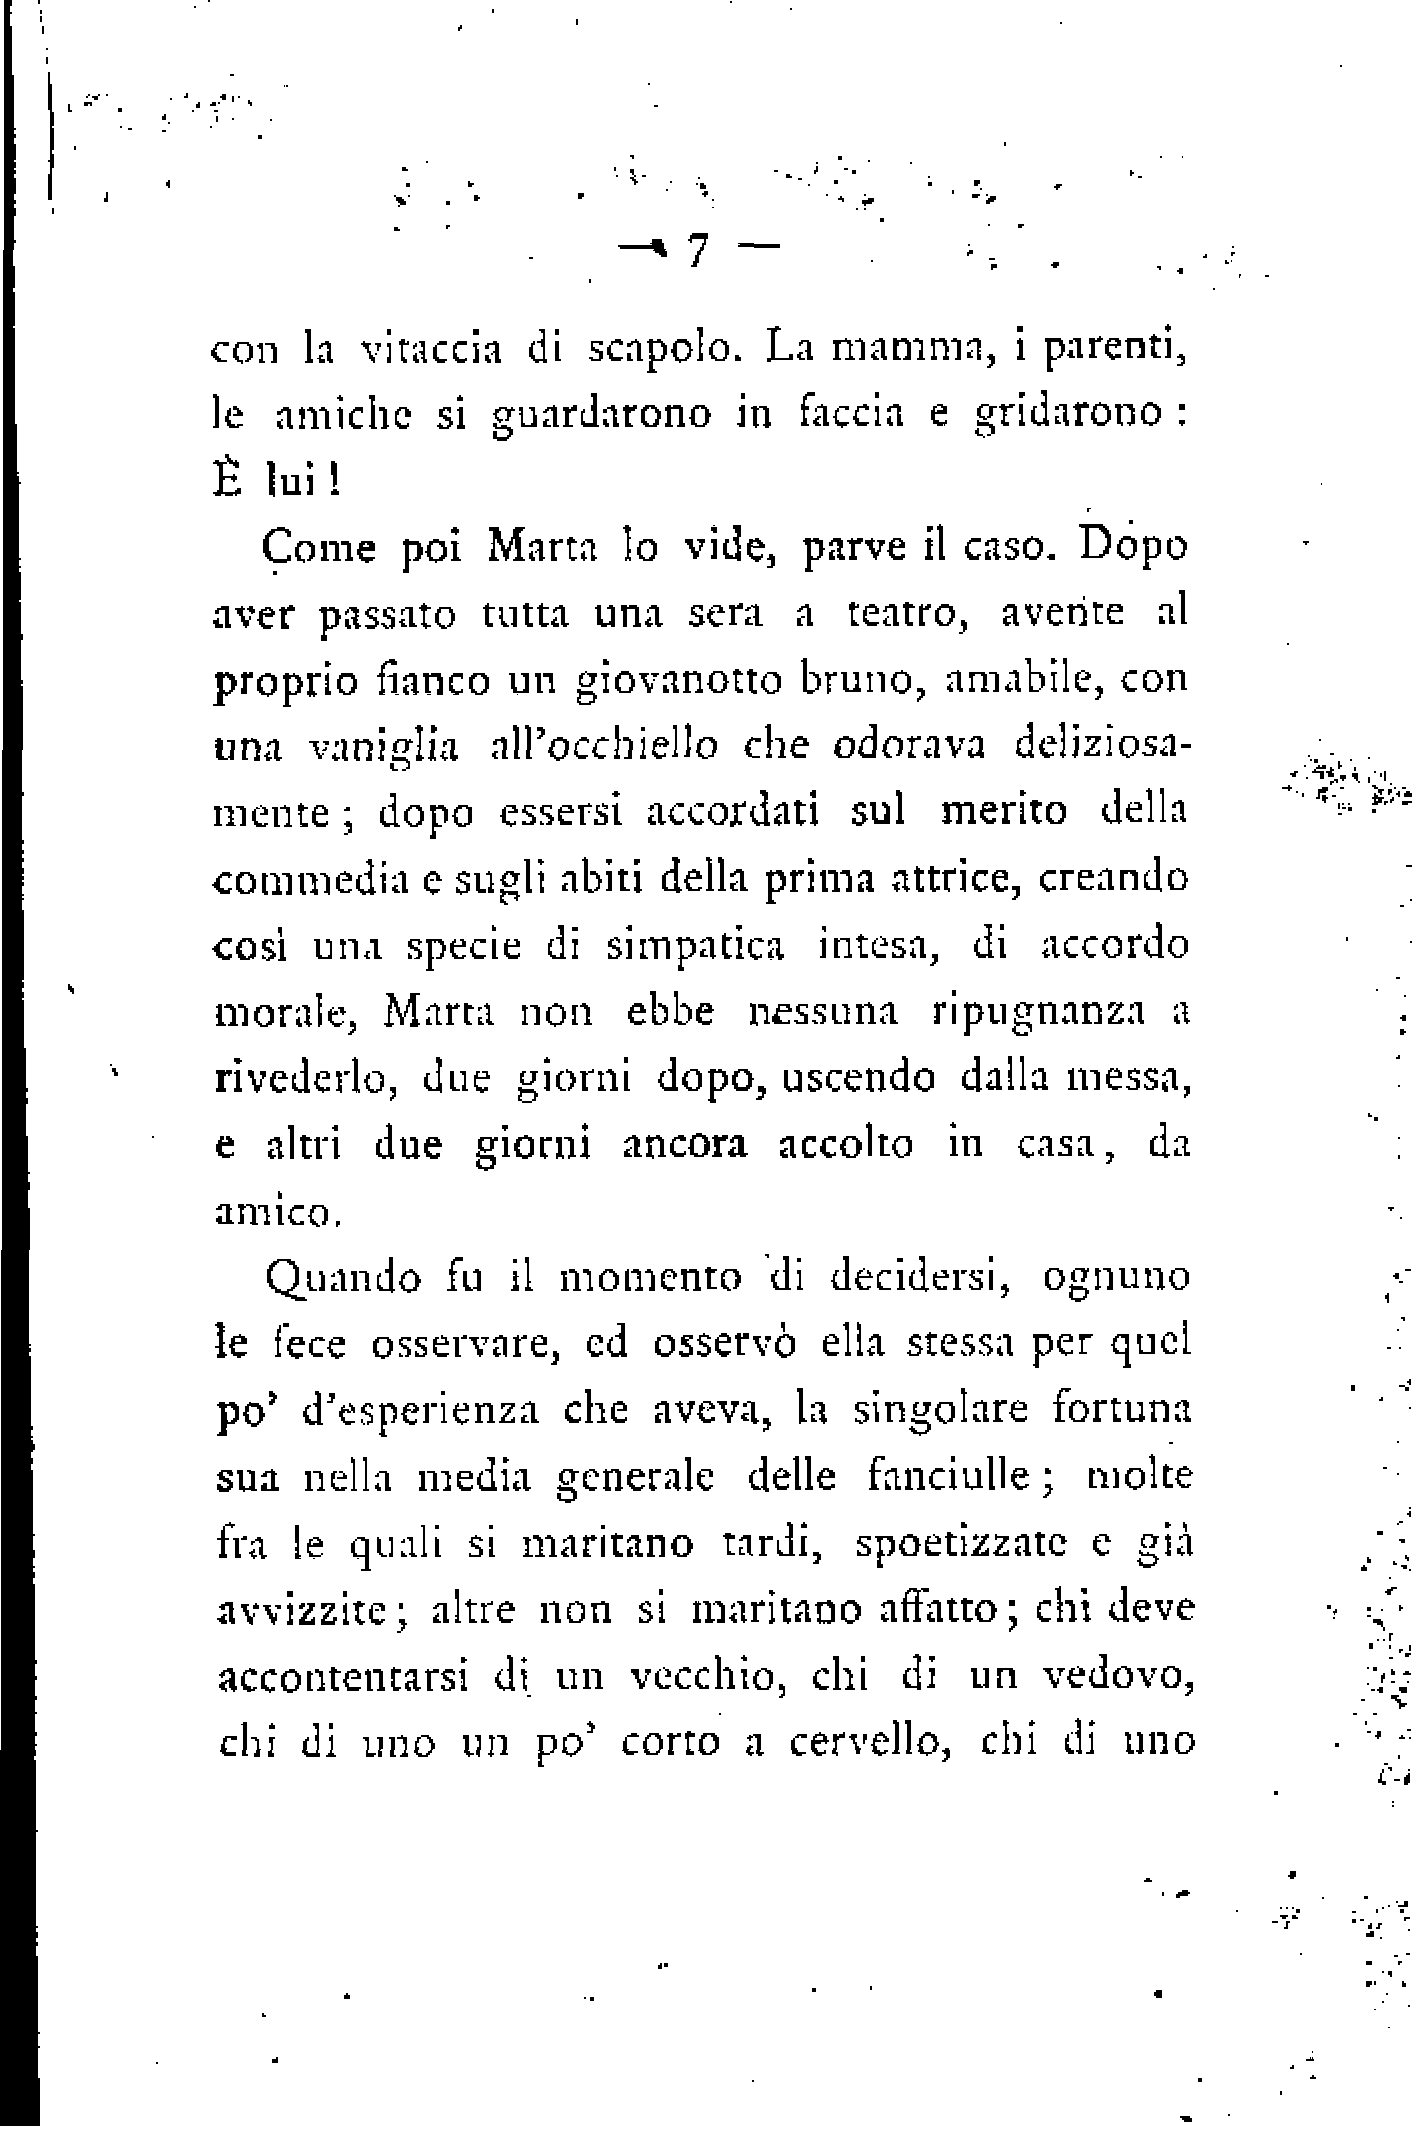 — 7 —
con la vitaccia di scapolo. La mamma, i parenti,
le amiche si guardarono in faccia e gridarono :
È lui !
Come poi Marta lo vide, parve il caso. Dopo
aver passato tutta una sera a teatro, avente al
proprio fianco un giovanotto bruno, amabile, con
una vaniglia all'occhiello che odorava deliziosa-
mente ; dopo essersi accordati sul merito della
commedia e sugli abiti della prima attrice, creando
così una specie di simpatica intesa, di accordo
morale, Marta non ebbe nessuna ripugnanza a
rivederlo, due giorni dopo, uscendo dalla messa,
e altri due giorni ancora accolto in casa, da
amico.
Quando fu il momento di decidersi, ognuno
le fece osservare, ed osservò ella stessa per quel
po' d'esperienza che aveva, la singolare fortuna
sua nella media generale delle fanciulle ; molte
fra le quali si maritano tardi, spoetizzate e già
avvizzite ; altre non si maritano affatto ; chi deve
accontentarsi di un vecchio, chi di un vedovo,
chi di uno un po' corto a cervello, chi di uno